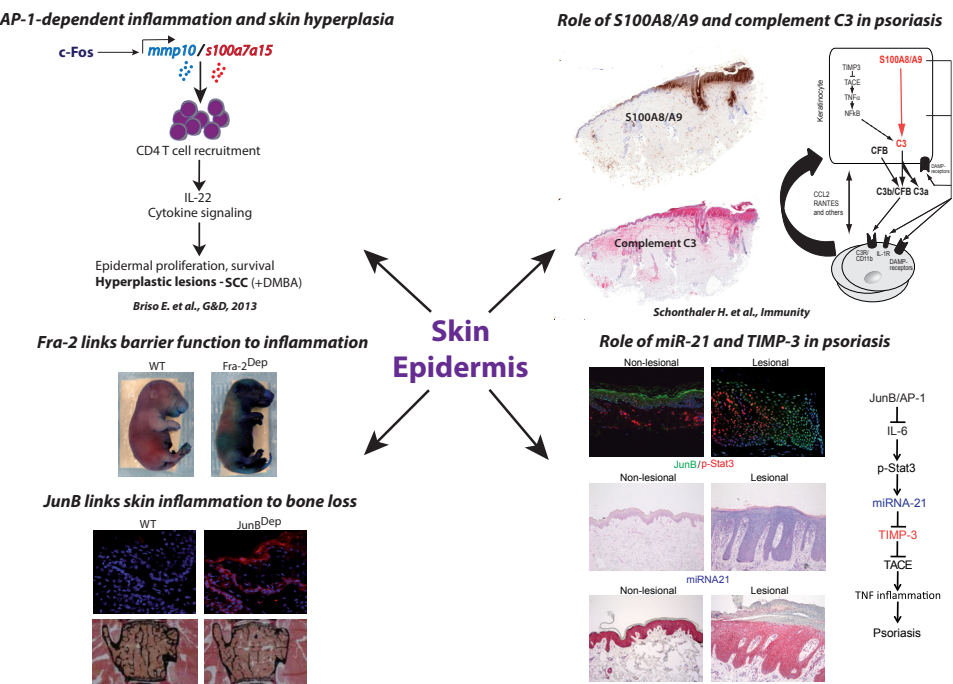 AP-1-dependent inflammation and skin hyperplasia
c-Fos
mmp10/s100a7a15
CD4 T cell recruitment
IL-22
Cytokine signaling
Epidermal proliferation, survival
Hyperplastic lesions - SCC (+DMBA)
Briso E. et al., G&D, 2013
Role of S100A8/A9 and complement C3 in psoriasis
S100A8/A9
Complement C3
Keratinocyte
TIMP3
TACE
TNFα
NFkB
S100A8/A9
C3
CFB
DAMP-
receptors
C3b/CFB C3a
CCL2
RANTES
and others
C3R/
CD11b
IL-1R
DAMP-
receptors
Schonthaler H. et al., Immunity
Skin
Epidermis
Fra-2 links barrier function to inflammation
WT
Fra-2Dep
JunB links skin inflammation to bone loss
WT
JunBDep
Role of miR-21 and TIMP-3 in psoriasis
Non-lesional
Lesional
JunB/p-Stat3
Non-lesional
Lesional
miRNA21
Non-lesional
Lesional
JunB/AP-1
IL-6
p-Stat3
miRNA-21
TIMP-3
TACE
TNF inflammation
Psoriasis